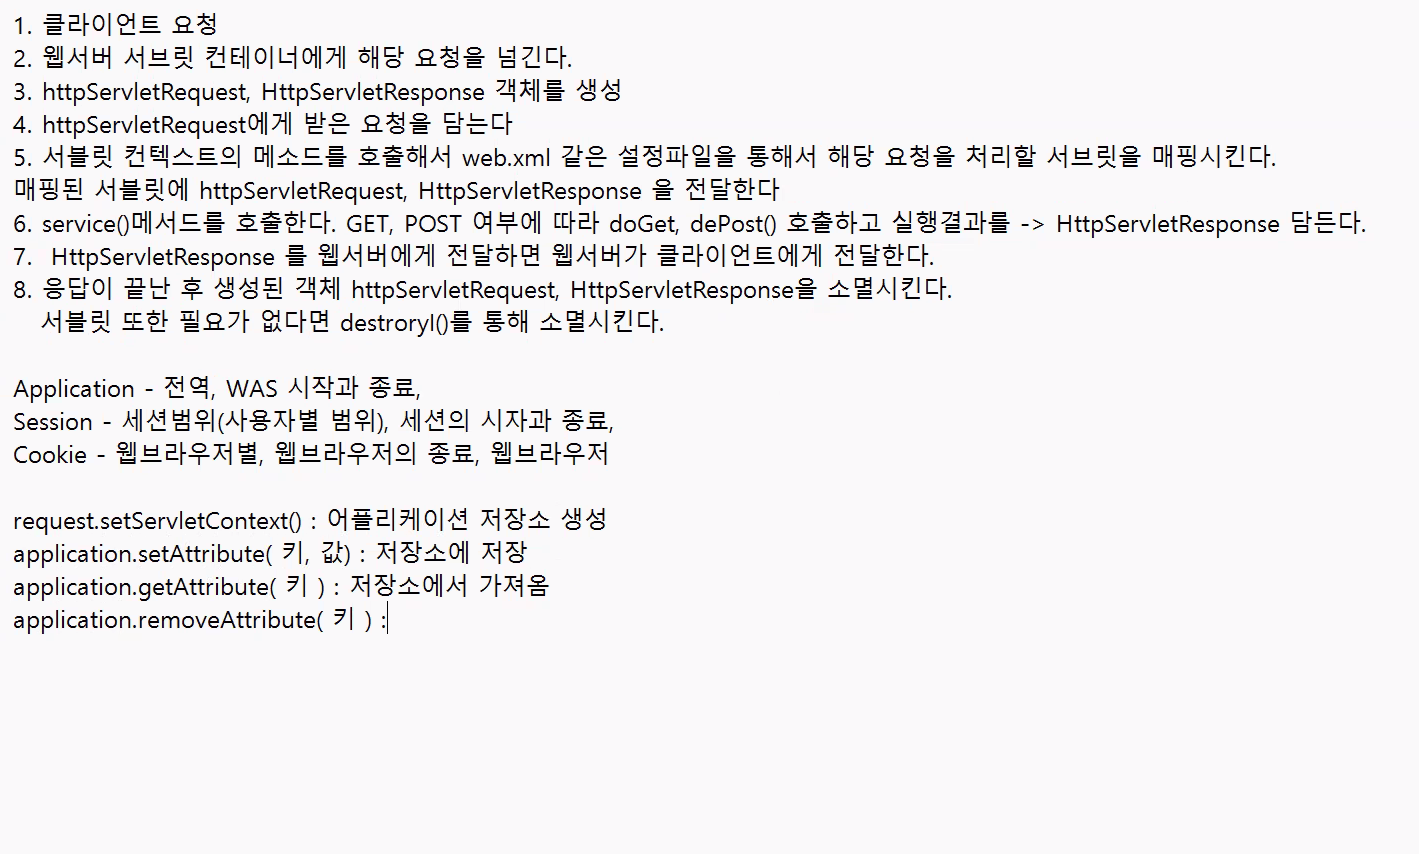 1. 클라이언트 요청
2. 웹서버 서브릿 컨테이너에게 해당 요청을 넘긴다.
3. httpServletRequest, HttpServletResponse 객체를 생성
4. httpServletRequest에게 받은 요청을 담는다
5. 서블릿 컨텍스트의 메소드를 호출해서 web.xml 같은 설정파일을 통해서 해당 요청을 처리할 서브릿을 매핑시킨다.
매핑된 서블릿에 httpServletRequest, HttpServletResponse 을 전달한다
6. service()메서드를 호출한다. GET, POST 여부에 따라 doGet, dePost() 호출하고 실행결과를 -> HttpServletResponse 담든다.
7.  HttpServletResponse 를 웹서버에게 전달하면 웹서버가 클라이언트에게 전달한다.
8. 응답이 끝난 후 생성된 객체 httpServletRequest, HttpServletResponse을 소멸시킨다.
서블릿 또한 필요가 없다면 destroryl()를 통해 소멸시킨다.
Application - 전역, WAS 시작과 종료,
Session - 세션범위(사용자별 범위), 세션의 시자과 종료,
Cookie - 웹브라우저별, 웹브라우저의 종료, 웹브라우저
request.setServletContext() : 어플리케이션 저장소 생성
application.setAttribute( 키, 값) : 저장소에 저장
application.getAttribute( 키 ) : 저장소에서 가져옴
application.removeAttribute( 키 ) :